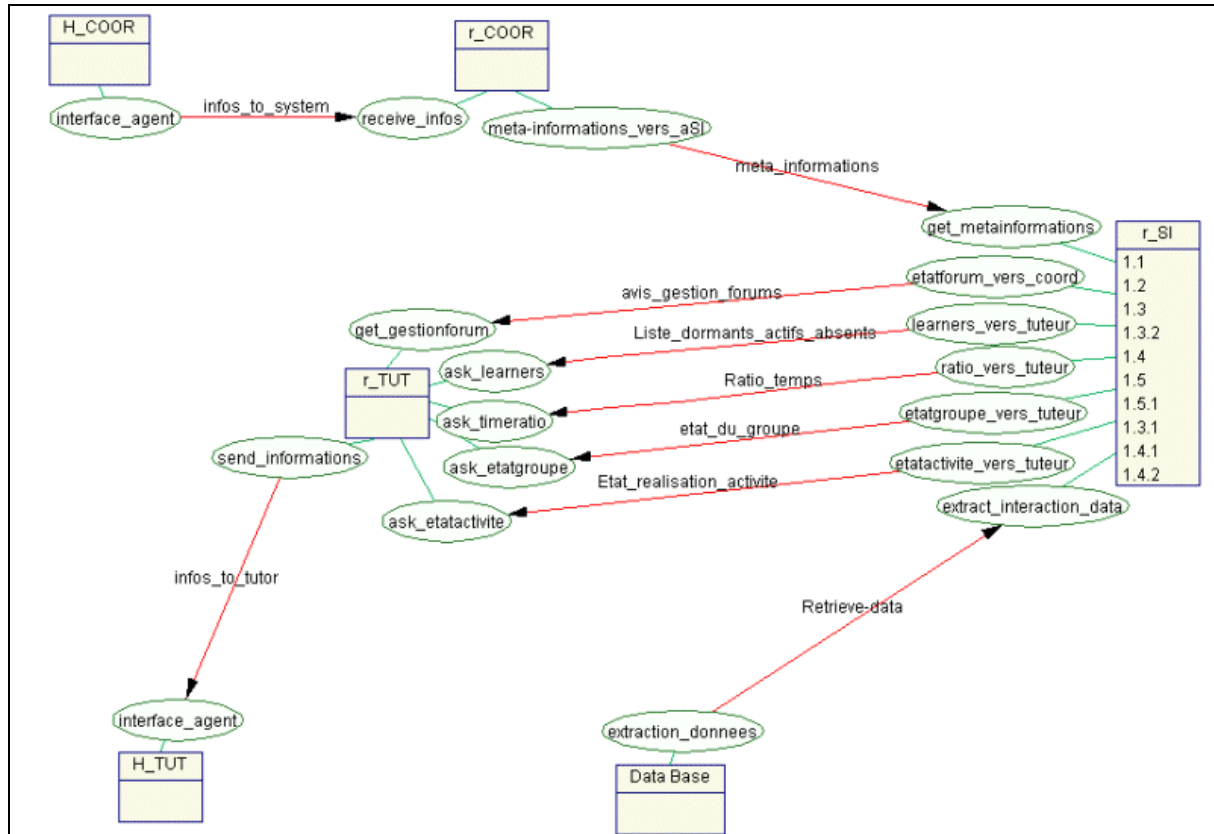 H_COOR
r_COOR
infos_to_system
interface_agent
receive_infos
meta-informations_vers_aSI
meta_informations
get_metainformations
r_SI
1.1
1.2
1.3
1.3.2
1.4
1.5
1.5.1
1.3.1
1.4.1
1.4.2
etatforum_vers_coord
avis_gestion_forums
get_gestionforum
learners_vers_tuteur
Liste_dormants_actifs_absents
ask_learners
ratio_vers_tuteur
Ratio_temps
r_TUT
ask_timeratio
etatgroupe_vers_tuteur
etat_du_groupe
send_informations
ask_etatgroupe
etatactivite_vers_tuteur
Etat_realisation_activite
extract_interaction_data
ask_etatactivite
infos_to_tutor
Retrieve-data
interface_agent
extraction_donnees
H_TUT
Data Base